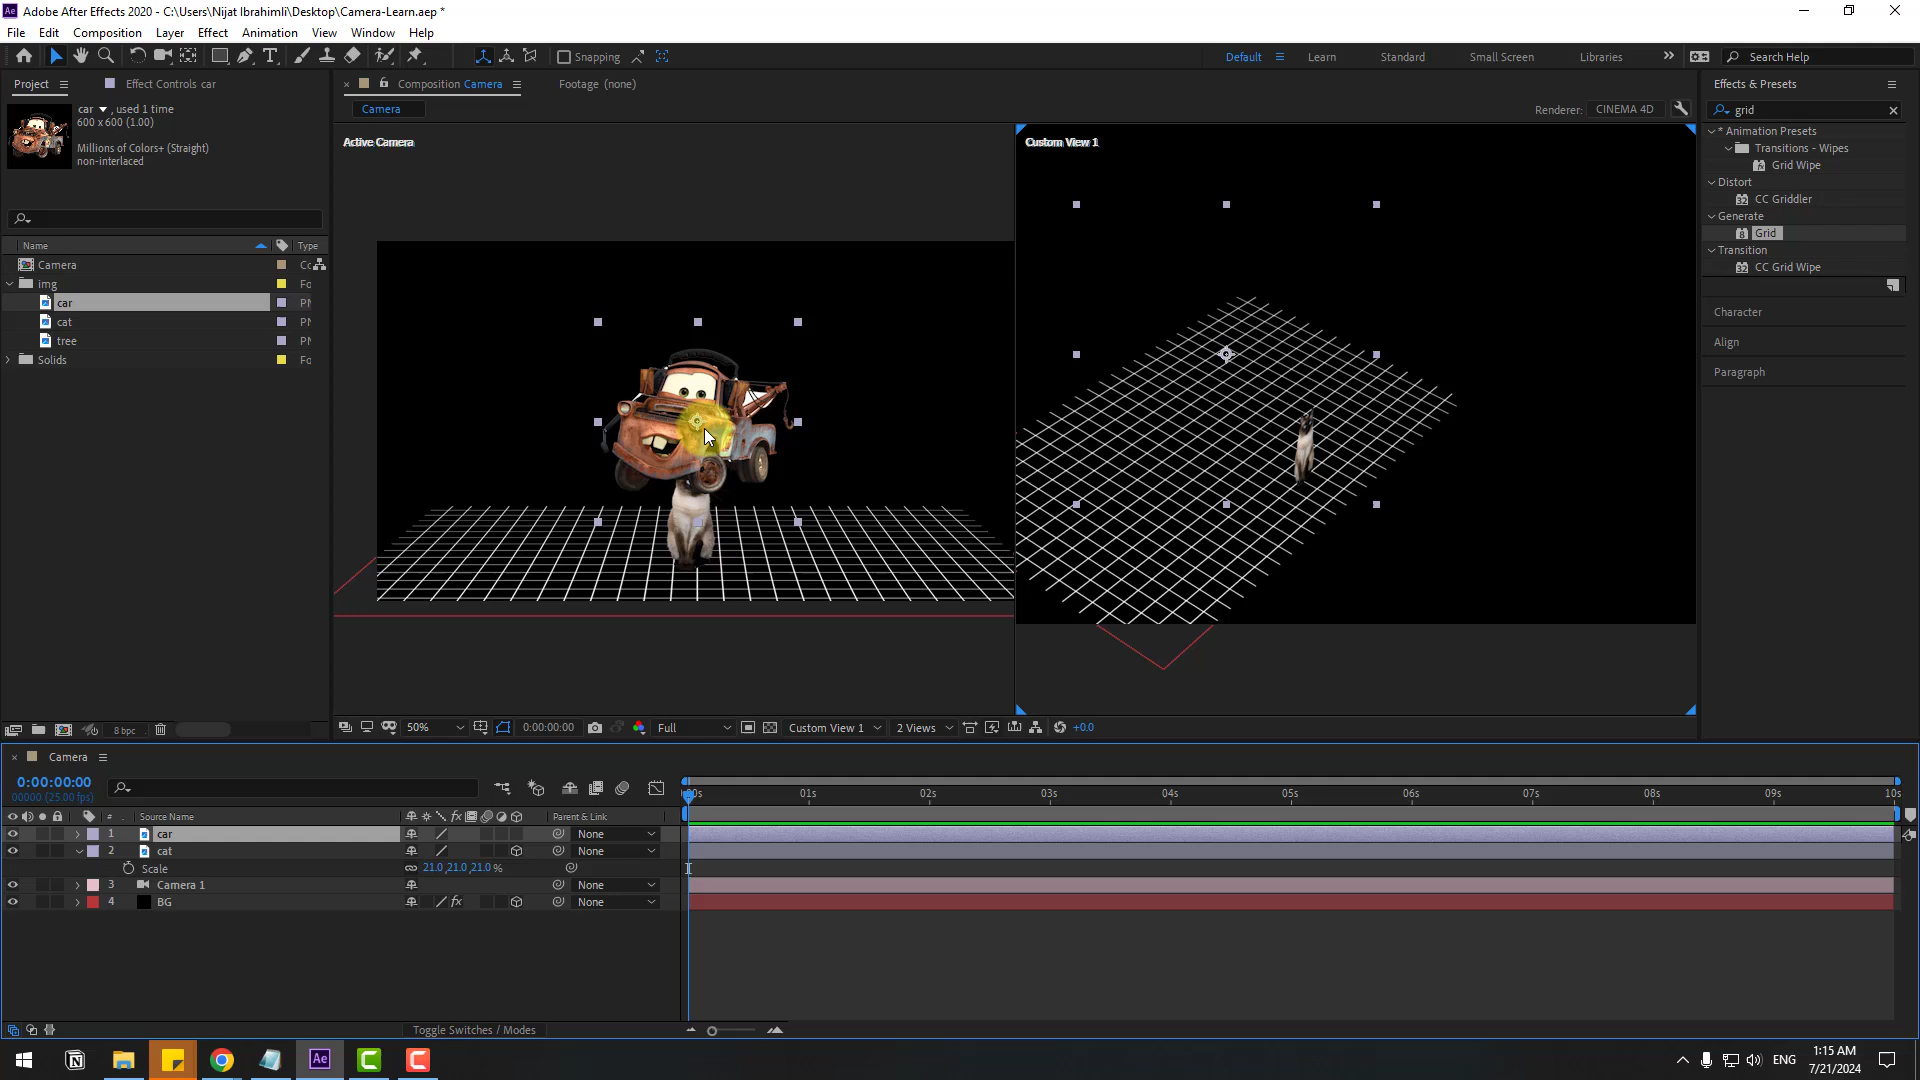 Adobe After Effects 2020 - C:\Users\Nijat Ibrahimli\Desktop\Camera-Learn.aep *
File Edit Composition Layer Effect Animation View Window Help
Snapping
Default Learn Standard Small Screen Libraries Search Help
Project Effect Controls car
Composition Camera Footage (none)
Effects & Presets
car , used 1 time
600 x 600 (1.00)
Millions of Colors+ (Straight)
non-interlaced
Camera
Renderer: CINEMA 4D
grid
Active Camera
Custom View 1
* Animation Presets
Transitions - Wipes
Grid Wipe
Distort
CC Griddler
Generate
Grid
Transition
CC Grid Wipe
Character
Align
Paragraph
Name Type
Camera Cc
img Fo
car
cat
tree
Solids Fo
8 bpc
50% 0:00:00:00 Full Custom View 1 2 Views +0.0
Camera
0:00:00:00
00000 (25.00 fps)
01s 02s 03s 04s 05s 06s 07s 08s 09s 10s
# Source Name Parent & Link
1 car None
2 cat None
Scale 21.0,21.0,21.0 %
3 Camera 1 None
4 BG None
Toggle Switches / Modes
ENG
1:15 AM
7/21/2024